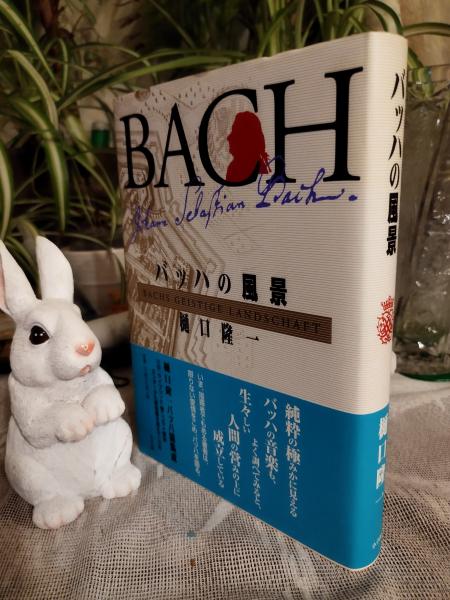 BACH
Johann Sebastian Bach.
バッハの風景
BACHS GEISTIGE LANDSCHAFT
樋口隆一
純粋の極みかに見える
バッハの音楽も、
よく調べてみると、
生々しい
人間の営みの上に
成立している
バッハの風景
樋口隆一